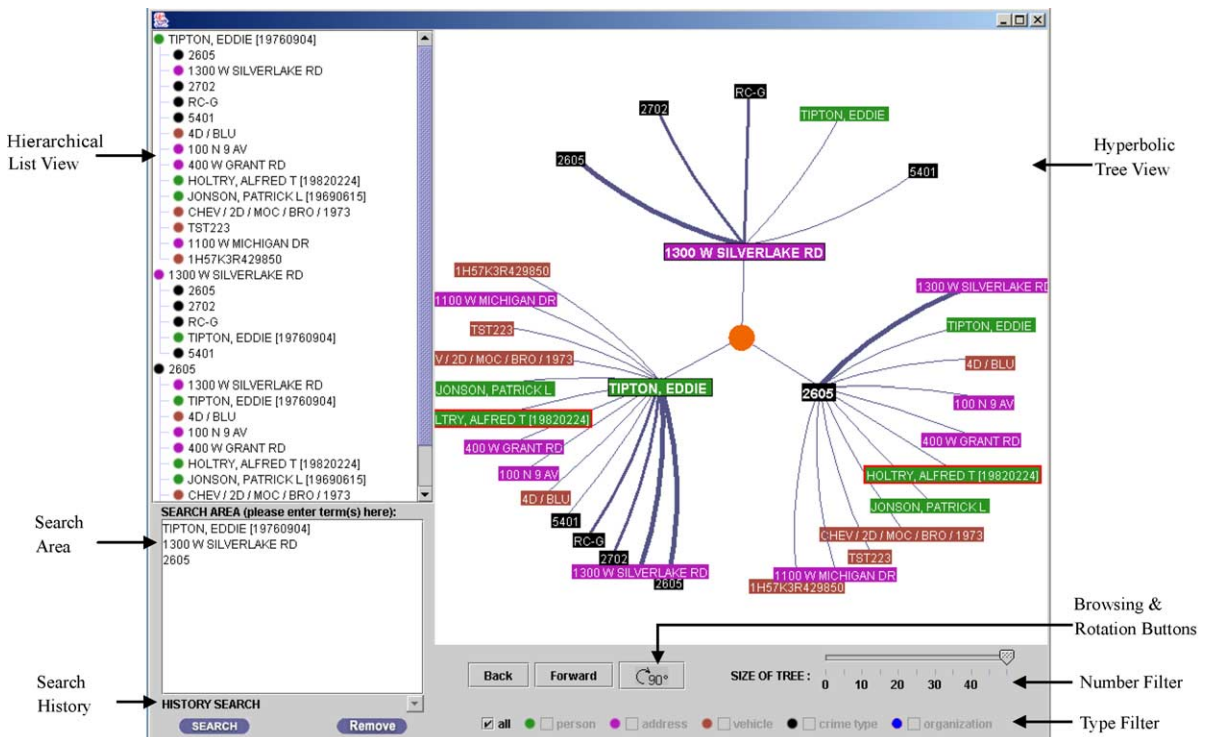 TIPTON, EDDIE [19760904]
2605
1300 W SILVERLAKE RD
2702
RC-G
5401
4D / BLU
100 N 9 AV
400 W GRANT RD
HOLTRY, ALFRED T [19820224]
JONSON, PATRICK L [19690615]
CHEV / 2D / MOC / BRO / 1973
TST223
1100 W MICHIGAN DR
1H57K3R429850
1300 W SILVERLAKE RD
2605
2702
RC-G
TIPTON, EDDIE [19760904]
5401
2605
1300 W SILVERLAKE RD
TIPTON, EDDIE [19760904]
4D / BLU
100 N 9 AV
400 W GRANT RD
HOLTRY, ALFRED T [19820224]
JONSON, PATRICK L [19690615]
CHEV / 2D / MOC / BRO / 1973
Hierarchical
List View
SEARCH AREA (please enter term(s) here):
TIPTON, EDDIE [19760904]
1300 W SILVERLAKE RD
2605
Search
Area
Search
History
HISTORY SEARCH
SEARCH
Remove
RC-G
2702
TIPTON, EDDIE
2605
5401
1300 W SILVERLAKE RD
Hyperbolic
Tree View
1H57K3R429850
1100 W MICHIGAN DR
TST223
V / 2D / MOC / BRO / 1973
JONSON, PATRICK L
LTRY, ALFRED T [19820224]
400 W GRANT RD
100 N 9 AV
4D / BLU
5401
RC-G
2702
1300 W SILVERLAKE RD
2605
TIPTON, EDDIE
2605
1300 W SILVERLAKE RD
TIPTON, EDDIE
4D / BLU
100 N 9 AV
400 W GRANT RD
HOLTRY, ALFRED T [19820224]
JONSON, PATRICK L
CHEV / 2D / MOC / BRO / 1973
TST223
1100 W MICHIGAN DR
1H57K3R429850
Browsing &
Rotation Buttons
Back
Forward
90°
SIZE OF TREE :
0 10 20 30 40
Number Filter
all person address vehicle crime type organization
Type Filter